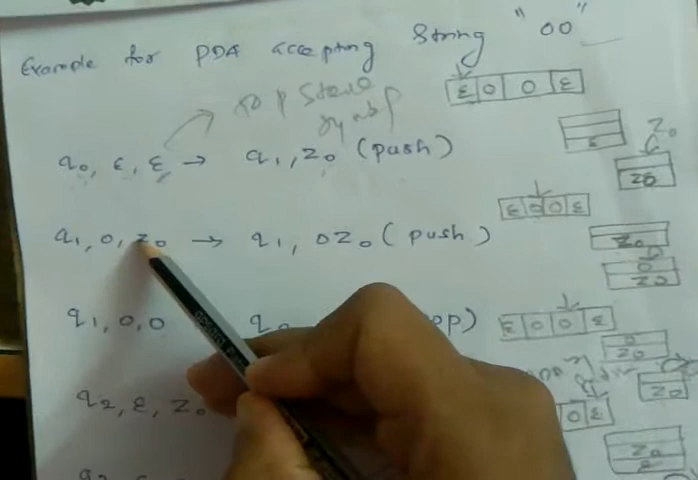 Example for PDA accepting String "00"
ε 0 0 ε
top Stack symbol
q0, ε, ε → q1, z0 (push)
ε
z0
z0
q1, 0, z0 → q1, 0z0 (push)
ε 0 0 ε
z0
0
z0
q1, 0, 0
op)
ε 0 0 ε
0
z0
z0
q2, ε, z0
0 ε
z0
ε